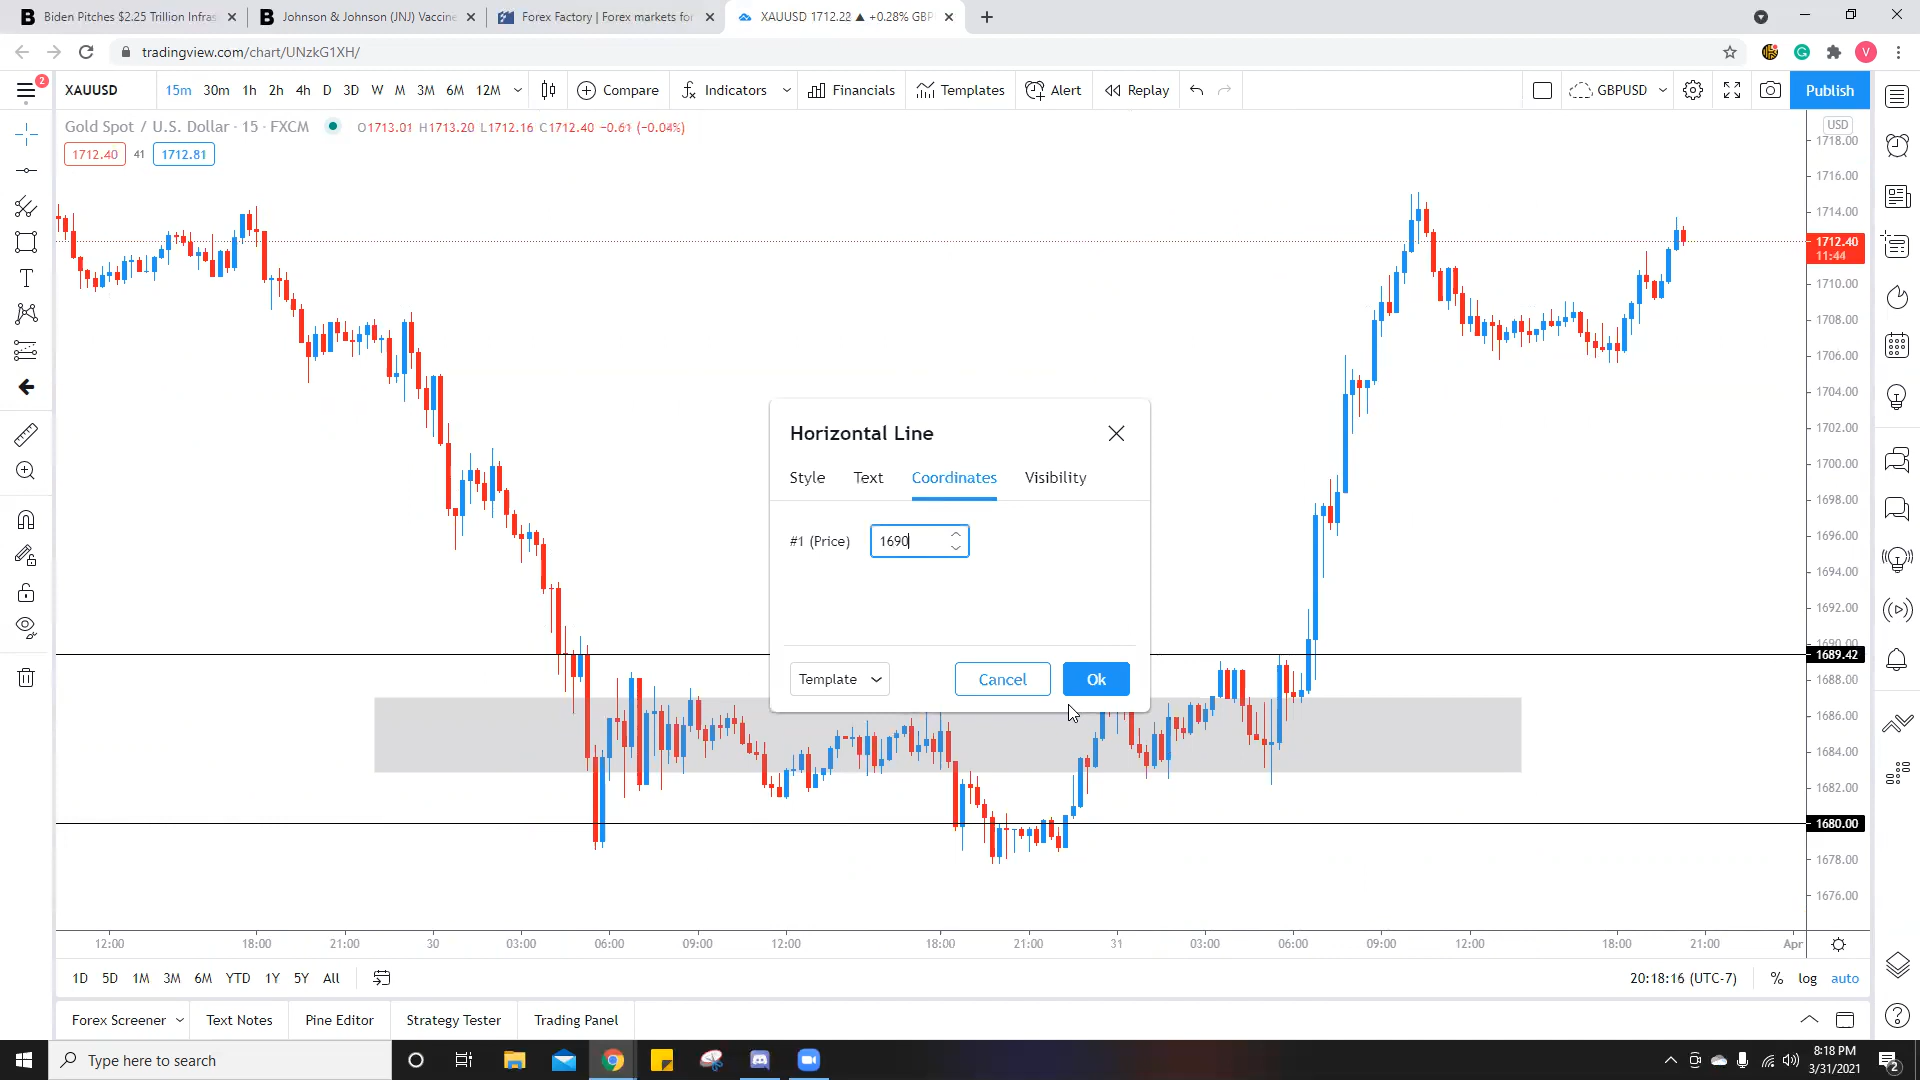 Biden Pitches $2.25 Trillion Infras
Johnson & Johnson (JNJ) Vaccine
Forex Factory | Forex markets for
XAUUSD 1712.22 ▲ +0.28% GBP
tradingview.com/chart/UNzkG1XH/
V
2
XAUUSD 15m 30m 1h 2h 4h D 3D W M 3M 6M 12M Compare Indicators Financials Templates Alert Replay GBPUSD Publish
Gold Spot / U.S. Dollar · 15 · FXCM O1713.01 H1713.20 L1712.16 C1712.40 −0.61 (−0.04%)
1712.40 41 1712.81
USD
1718.00
1716.00
1714.00
1712.40
11:44
1710.00
1708.00
1706.00
1704.00
1702.00
1700.00
1698.00
1696.00
1694.00
1692.00
1690.00
1689.42
1688.00
1686.00
1684.00
1682.00
1680.00
1678.00
1676.00
Horizontal Line
Style Text Coordinates Visibility
#1 (Price) 1690
Template Cancel Ok
12:00 18:00 21:00 30 03:00 06:00 09:00 12:00 18:00 21:00 31 03:00 06:00 09:00 12:00 18:00 21:00 Apr
1D 5D 1M 3M 6M YTD 1Y 5Y All 20:18:16 (UTC-7) % log auto
Forex Screener Text Notes Pine Editor Strategy Tester Trading Panel
Type here to search
8:18 PM
3/31/2021
2